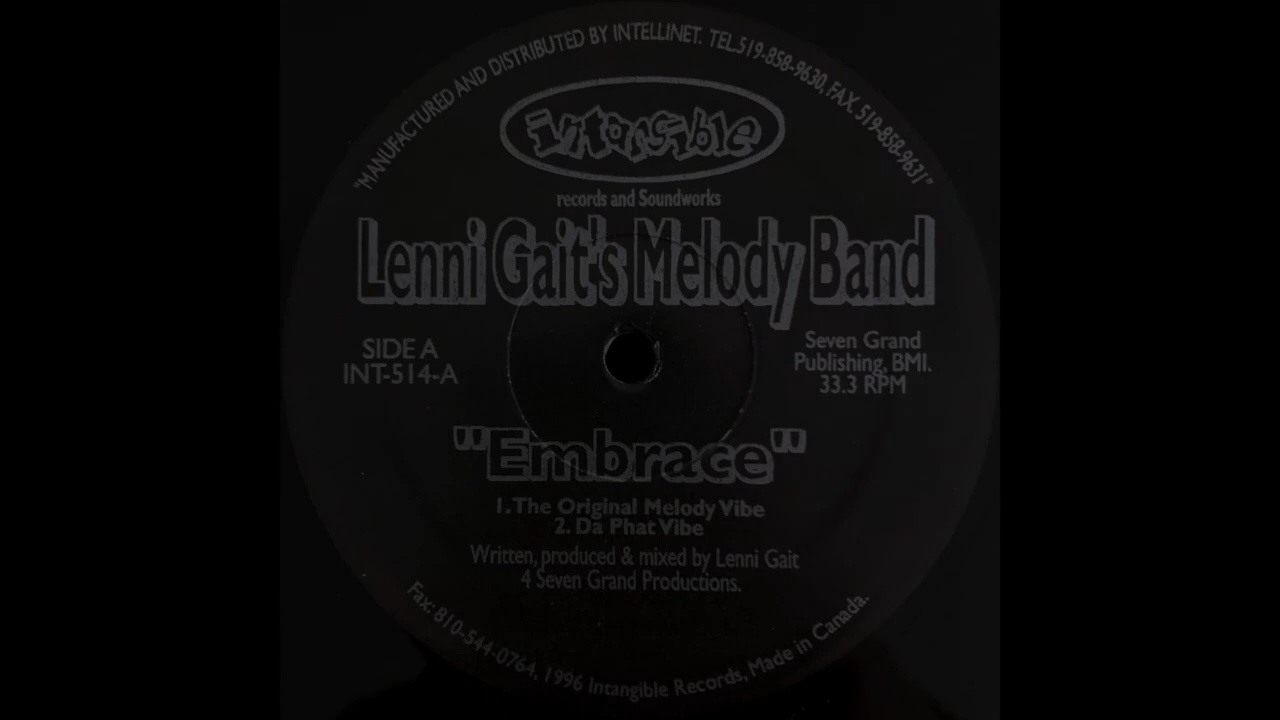 "MANUFACTURED AND DISTRIBUTED BY INTELLINET. TEL.519-858-9630, FAX. 519-858-9631"
intangible
records and Soundworks
Lenni Gait's Melody Band
SIDE A
INT-514-A
Seven Grand
Publishing, BMI.
33.3 RPM
"Embrace"
1. The Original Melody Vibe
2. Da Phat Vibe
Written, produced & mixed by Lenni Gait
4 Seven Grand Productions.
Fax: 810-544-0764, 1996 Intangible Records, Made in Canada.